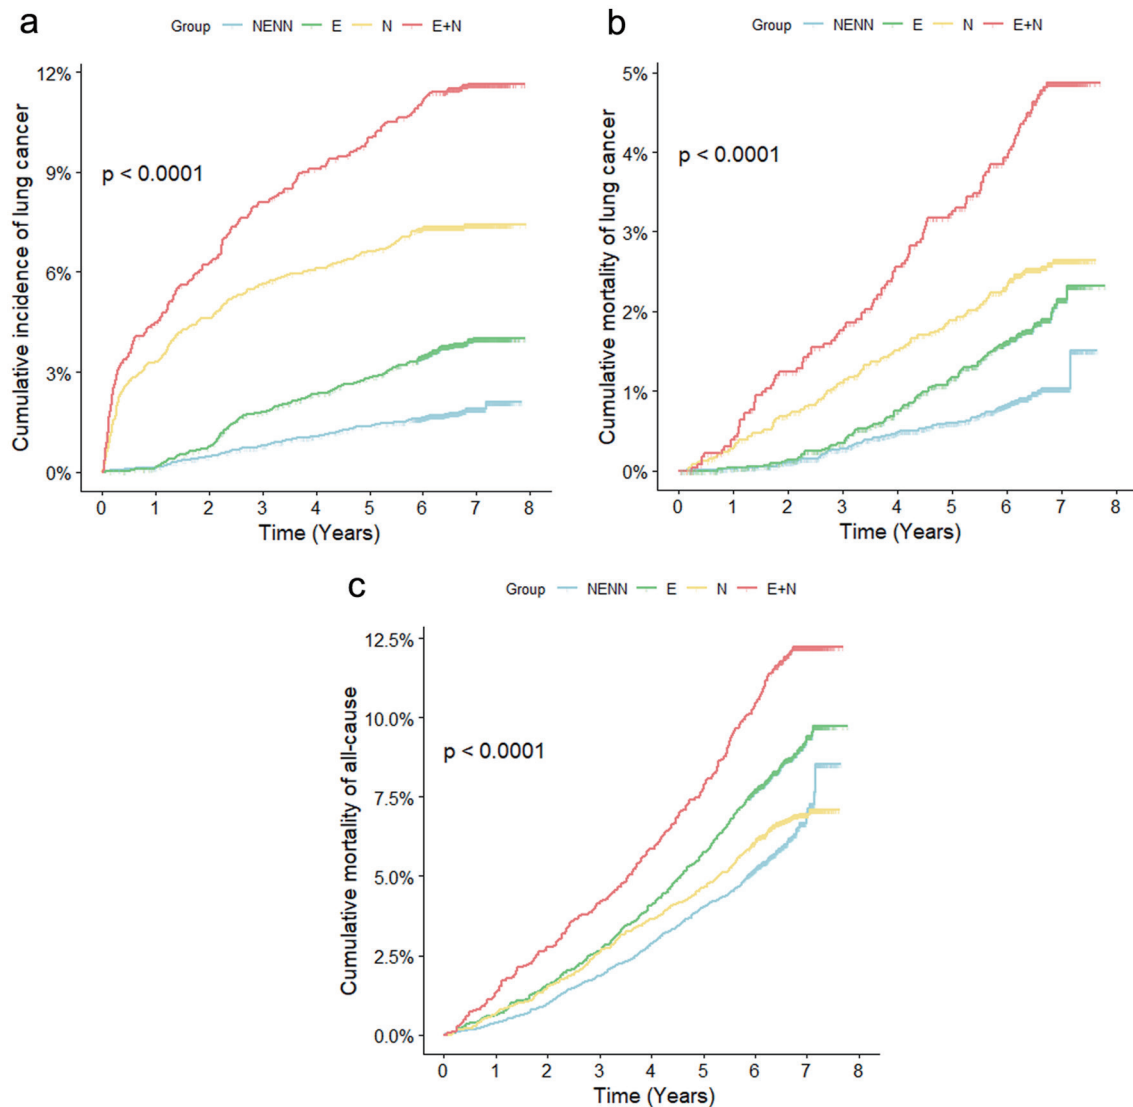 a
Group NENN E N E+N
12%
9%
6%
3%
0%
p < 0.0001
Cumulative incidence of lung cancer
0 1 2 3 4 5 6 7 8
Time (Years)
b
Group NENN E N E+N
5%
4%
3%
2%
1%
0%
p < 0.0001
Cumulative mortality of lung cancer
0 1 2 3 4 5 6 7 8
Time (Years)
c
Group NENN E N E+N
12.5%
10.0%
7.5%
5.0%
2.5%
0.0%
p < 0.0001
Cumulative mortality of all-cause
0 1 2 3 4 5 6 7 8
Time (Years)